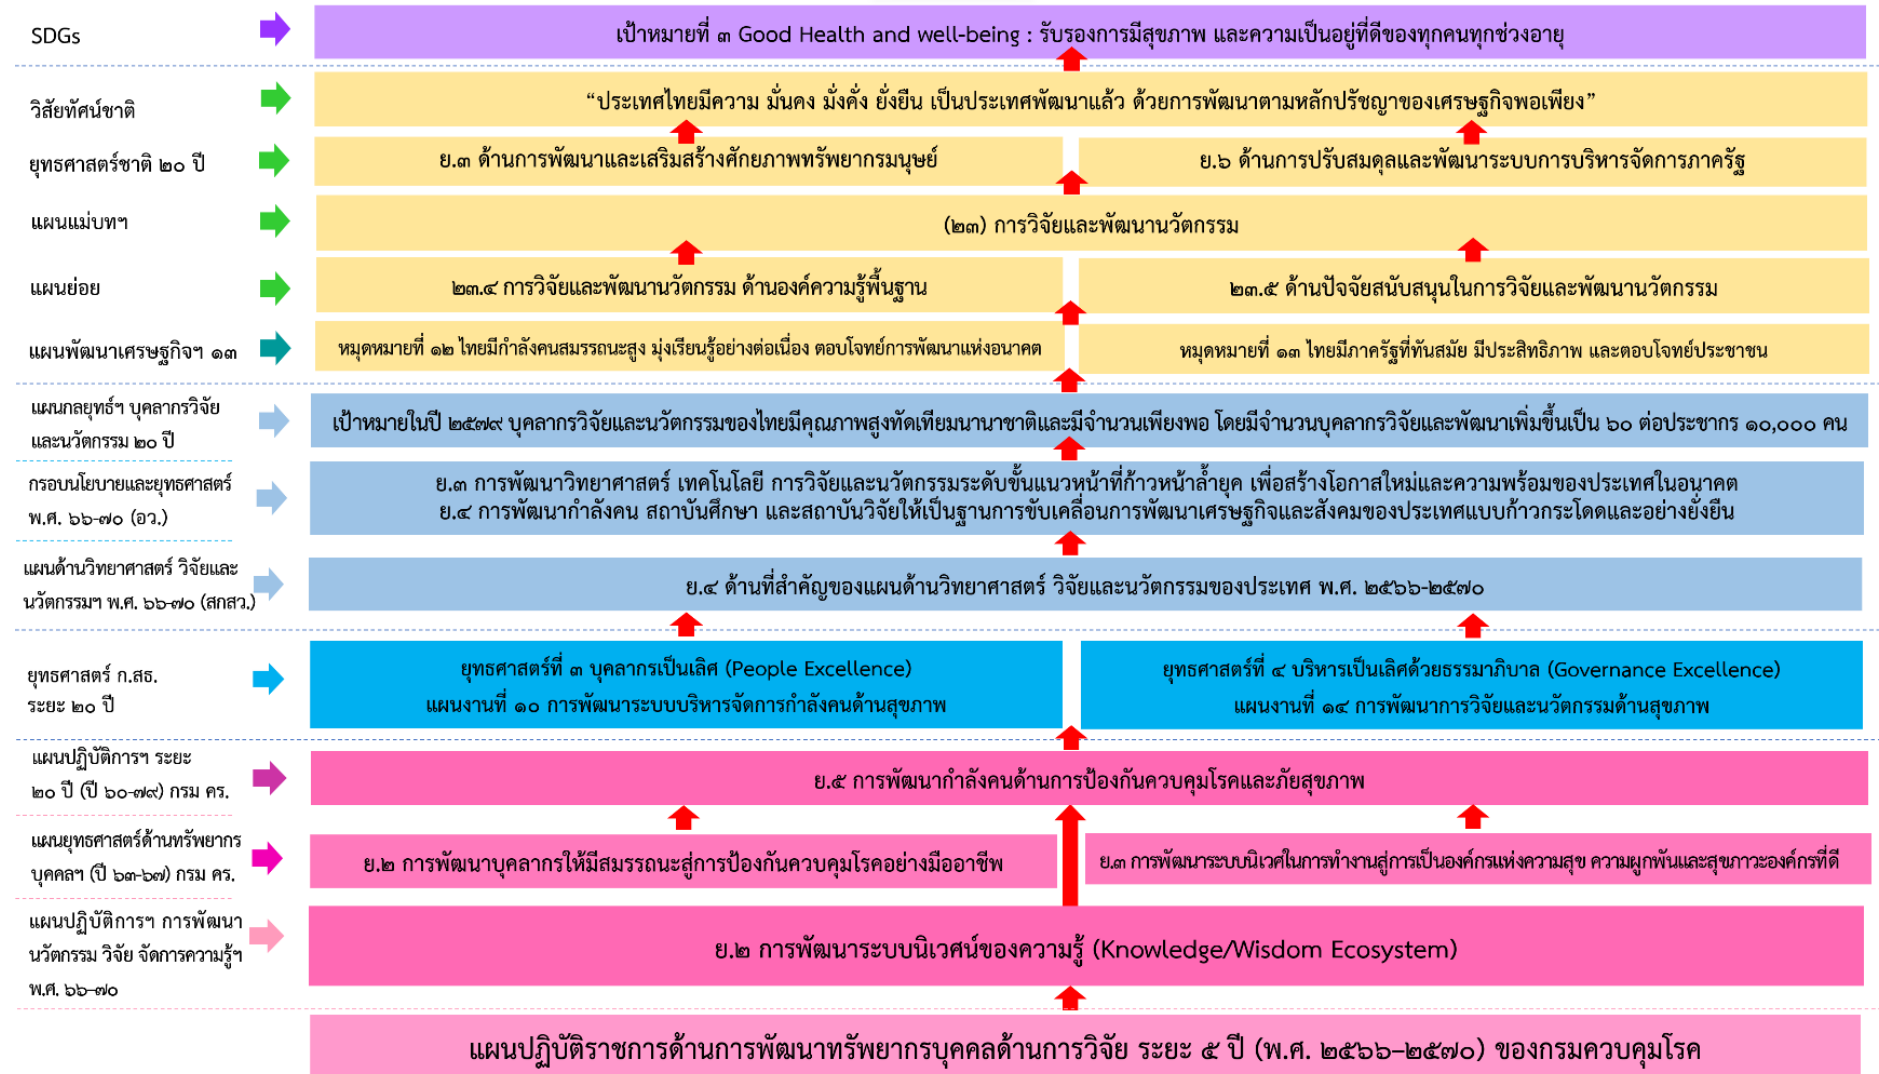 SDGs
เป้าหมายที่ ๓ Good Health and well-being : รับรองการมีสุขภาพ และความเป็นอยู่ที่ดีของทุกคนทุกช่วงอายุ
วิสัยทัศน์ชาติ
“ประเทศไทยมีความ มั่นคง มั่งคั่ง ยั่งยืน เป็นประเทศพัฒนาแล้ว ด้วยการพัฒนาตามหลักปรัชญาของเศรษฐกิจพอเพียง”
ยุทธศาสตร์ชาติ ๒๐ ปี
ย.๓ ด้านการพัฒนาและเสริมสร้างศักยภาพทรัพยากรมนุษย์
ย.๖ ด้านการปรับสมดุลและพัฒนาระบบการบริหารจัดการภาครัฐ
แผนแม่บทฯ
(๒๓) การวิจัยและพัฒนานวัตกรรม
แผนย่อย
๒๓.๔ การวิจัยและพัฒนานวัตกรรม ด้านองค์ความรู้พื้นฐาน
๒๓.๕ ด้านปัจจัยสนับสนุนในการวิจัยและพัฒนานวัตกรรม
แผนพัฒนาเศรษฐกิจฯ ๑๓
หมุดหมายที่ ๑๒ ไทยมีกำลังคนสมรรถนะสูง มุ่งเรียนรู้อย่างต่อเนื่อง ตอบโจทย์การพัฒนาแห่งอนาคต
หมุดหมายที่ ๑๓ ไทยมีภาครัฐที่ทันสมัย มีประสิทธิภาพ และตอบโจทย์ประชาชน
แผนกลยุทธ์ฯ บุคลากรวิจัย
และนวัตกรรม ๒๐ ปี
เป้าหมายในปี ๒๕๗๙ บุคลากรวิจัยและนวัตกรรมของไทยมีคุณภาพสูงทัดเทียมนานาชาติและมีจำนวนเพียงพอ โดยมีจำนวนบุคลากรวิจัยและพัฒนาเพิ่มขึ้นเป็น ๖๐ ต่อประชากร ๑๐,๐๐๐ คน
กรอบนโยบายและยุทธศาสตร์
พ.ศ. ๖๖-๗๐ (อว.)
ย.๓ การพัฒนาวิทยาศาสตร์ เทคโนโลยี การวิจัยและนวัตกรรมระดับขั้นแนวหน้าที่ก้าวหน้าล้ำยุค เพื่อสร้างโอกาสใหม่และความพร้อมของประเทศในอนาคต
ย.๔ การพัฒนากำลังคน สถาบันศึกษา และสถาบันวิจัยให้เป็นฐานการขับเคลื่อนการพัฒนาเศรษฐกิจและสังคมของประเทศแบบก้าวกระโดดและอย่างยั่งยืน
แผนด้านวิทยาศาสตร์ วิจัยและ
นวัตกรรมฯ พ.ศ. ๖๖-๗๐ (สกสว.)
ย.๔ ด้านที่สำคัญของแผนด้านวิทยาศาสตร์ วิจัยและนวัตกรรมของประเทศ พ.ศ. ๒๕๖๖-๒๕๗๐
ยุทธศาสตร์ ก.สธ.
ระยะ ๒๐ ปี
ยุทธศาสตร์ที่ ๓ บุคลากรเป็นเลิศ (People Excellence)
แผนงานที่ ๑๐ การพัฒนาระบบบริหารจัดการกำลังคนด้านสุขภาพ
ยุทธศาสตร์ที่ ๔ บริหารเป็นเลิศด้วยธรรมาภิบาล (Governance Excellence)
แผนงานที่ ๑๔ การพัฒนาการวิจัยและนวัตกรรมด้านสุขภาพ
แผนปฏิบัติการฯ ระยะ
๒๐ ปี (ปี ๖๐-๗๙) กรม คร.
ย.๕ การพัฒนากำลังคนด้านการป้องกันควบคุมโรคและภัยสุขภาพ
แผนยุทธศาสตร์ด้านทรัพยากร
บุคคลฯ (ปี ๖๓-๖๗) กรม คร.
ย.๒ การพัฒนาบุคลากรให้มีสมรรถนะสู่การป้องกันควบคุมโรคอย่างมืออาชีพ
ย.๓ การพัฒนาระบบนิเวศในการทำงานสู่การเป็นองค์กรแห่งความสุข ความผูกพันและสุขภาวะองค์กรที่ดี
แผนปฏิบัติการฯ การพัฒนา
นวัตกรรม วิจัย จัดการความรู้ฯ
พ.ศ. ๖๖-๗๐
ย.๒ การพัฒนาระบบนิเวศน์ของความรู้ (Knowledge/Wisdom Ecosystem)
แผนปฏิบัติราชการด้านการพัฒนาทรัพยากรบุคคลด้านการวิจัย ระยะ ๕ ปี (พ.ศ. ๒๕๖๖–๒๕๗๐) ของกรมควบคุมโรค